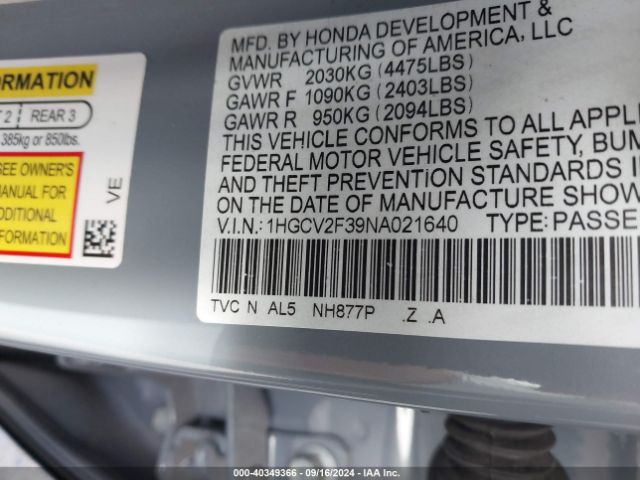 ORMATION
T 2 REAR 3
385kg or 850lbs.
SEE OWNER'S
MANUAL FOR
ADDITIONAL
VE
MFD. BY HONDA DEVELOPMENT &
MANUFACTURING OF AMERICA, LLC
GVWR 2030KG (4475LBS)
GAWR F 1090KG (2403LBS)
GAWR R 950KG (2094LBS)
THIS VEHICLE CONFORMS TO ALL APPLI
FEDERAL MOTOR VEHICLE SAFETY, BUM
AND THEFT PREVENTION STANDARDS I
ON THE DATE OF MANUFACTURE SHOW
V.I.N.: 1HGCV2F39NA021640 TYPE: PASSE
TVC N AL5 NH877P .Z .A
000-40349366 - 09/16/2024 - IAA Inc.